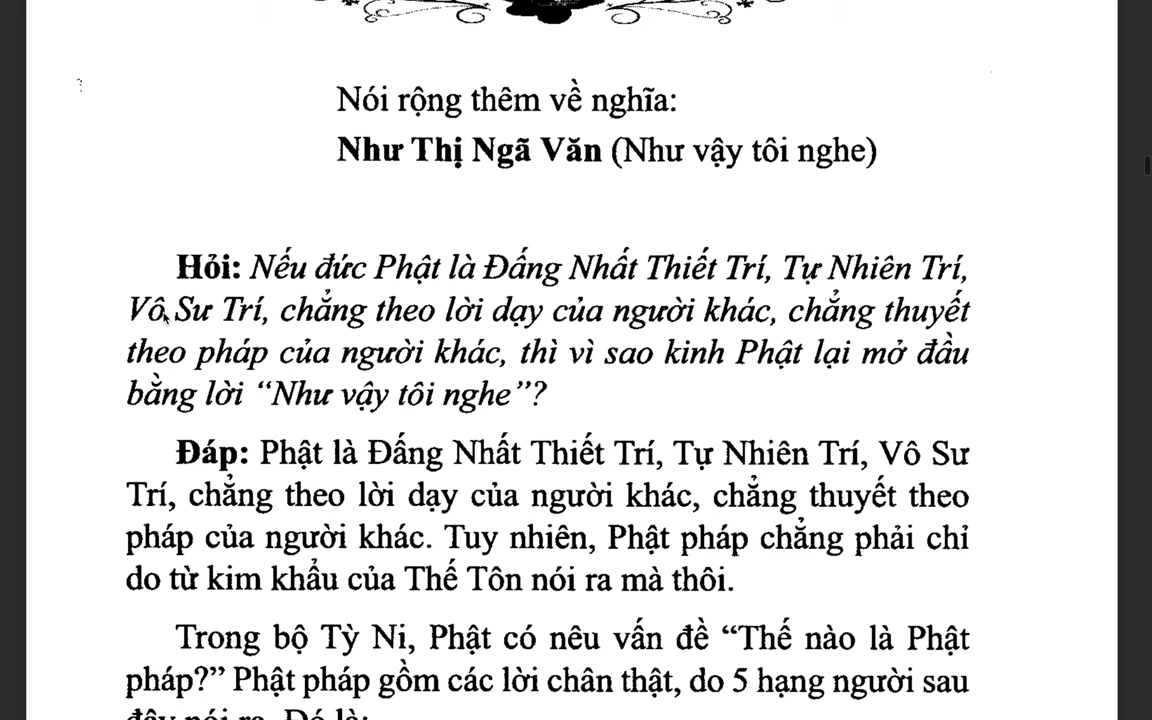 Nói rộng thêm về nghĩa:
Như Thị Ngã Văn (Như vậy tôi nghe)
Hỏi: Nếu đức Phật là Đấng Nhất Thiết Trí, Tự Nhiên Trí,
Vô Sư Trí, chẳng theo lời dạy của người khác, chẳng thuyết
theo pháp của người khác, thì vì sao kinh Phật lại mở đầu
bằng lời “Như vậy tôi nghe”?
Đáp: Phật là Đấng Nhất Thiết Trí, Tự Nhiên Trí, Vô Sư
Trí, chẳng theo lời dạy của người khác, chẳng thuyết theo
pháp của người khác. Tuy nhiên, Phật pháp chẳng phải chỉ
do từ kim khẩu của Thế Tôn nói ra mà thôi.
Trong bộ Tỳ Ni, Phật có nêu vấn đề “Thế nào là Phật
pháp?” Phật pháp gồm các lời chân thật, do 5 hạng người sau
đây nói ra. Đó là: